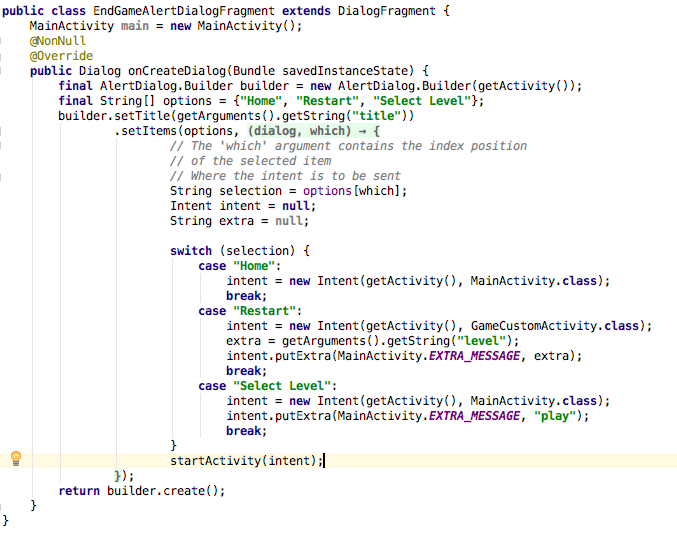 public class EndGameAlertDialogFragment extends DialogFragment {
    MainActivity main = new MainActivity();
    @NonNull
    @Override
    public Dialog onCreateDialog(Bundle savedInstanceState) {
        final AlertDialog.Builder builder = new AlertDialog.Builder(getActivity());
        final String[] options = {"Home", "Restart", "Select Level"};
        builder.setTitle(getArguments().getString("title"))
                .setItems(options, (dialog, which) → {
                        // The 'which' argument contains the index position
                        // of the selected item
                        // Where the intent is to be sent
                        String selection = options[which];
                        Intent intent = null;
                        String extra = null;

                        switch (selection) {
                            case "Home":
                                intent = new Intent(getActivity(), MainActivity.class);
                                break;
                            case "Restart":
                                intent = new Intent(getActivity(), GameCustomActivity.class);
                                extra = getArguments().getString("level");
                                intent.putExtra(MainActivity.EXTRA_MESSAGE, extra);
                                break;
                            case "Select Level":
                                intent = new Intent(getActivity(), MainActivity.class);
                                intent.putExtra(MainActivity.EXTRA_MESSAGE, "play");
                                break;
                        }
                        startActivity(intent);
                });
        return builder.create();
    }
}